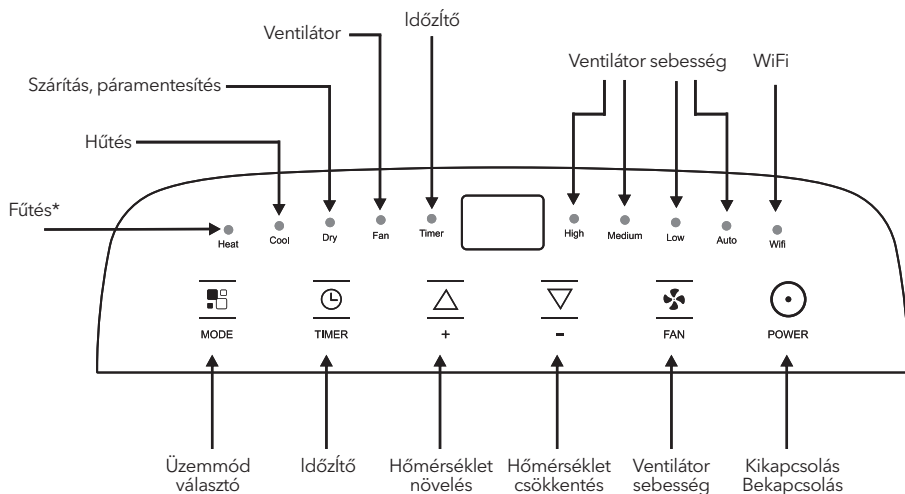 Időzítő
Ventilátor
Ventilátor sebesség
WiFi
Szárítás, páramentesítés
Hűtés
Fűtés*
Heat
Cool
Dry
Fan
Timer
High
Medium
Low
Auto
Wifi
MODE
TIMER
+
-
FAN
POWER
Üzemmód
választó
Időzítő
Hőmérséklet
növelés
Hőmérséklet
csökkentés
Ventilátor
sebesség
Kikapcsolás
Bekapcsolás